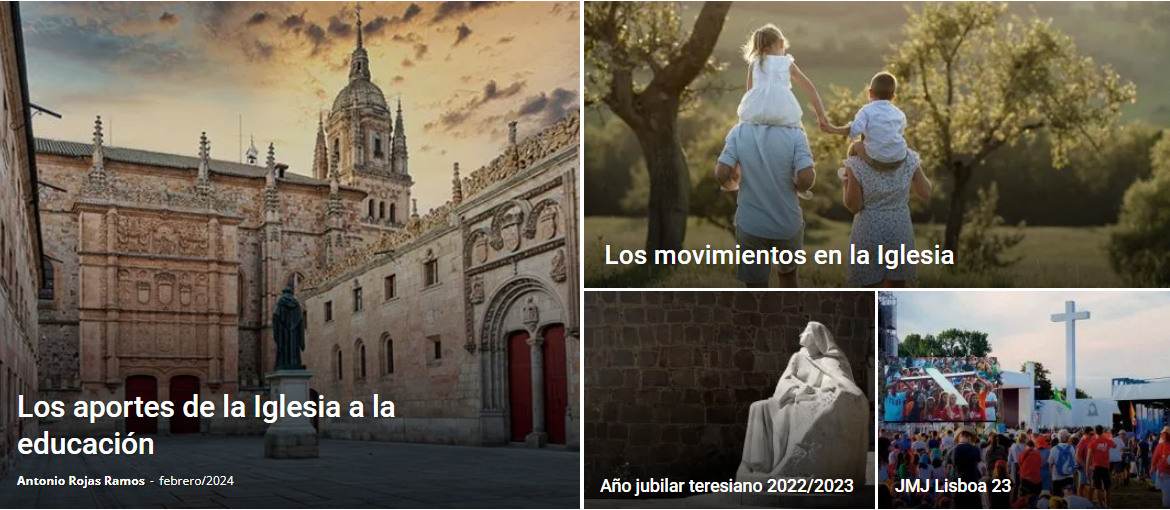 Los aportes de la Iglesia a la
educación
Antonio Rojas Ramos - febrero/2024
Los movimientos en la Iglesia
Año jubilar teresiano 2022/2023
JMJ Lisboa 23